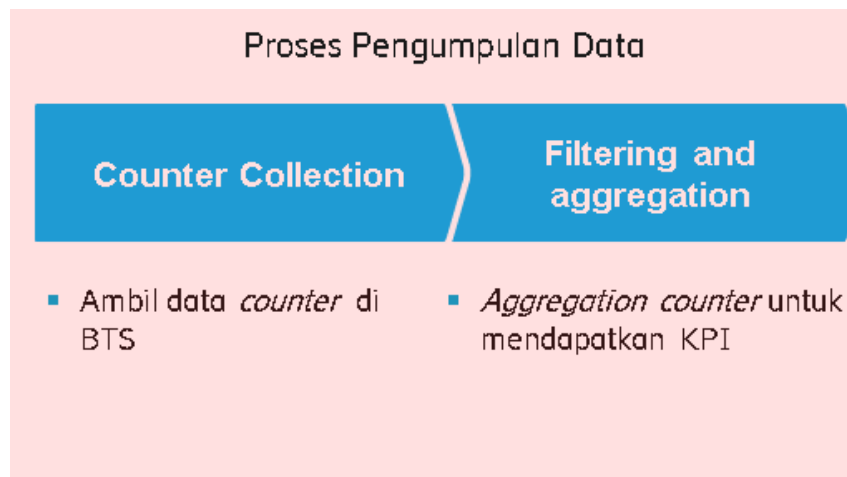 Proses Pengumpulan Data
Counter Collection
Filtering and
aggregation
Ambil data counter di
BTS
Aggregation counter untuk
mendapatkan KPI